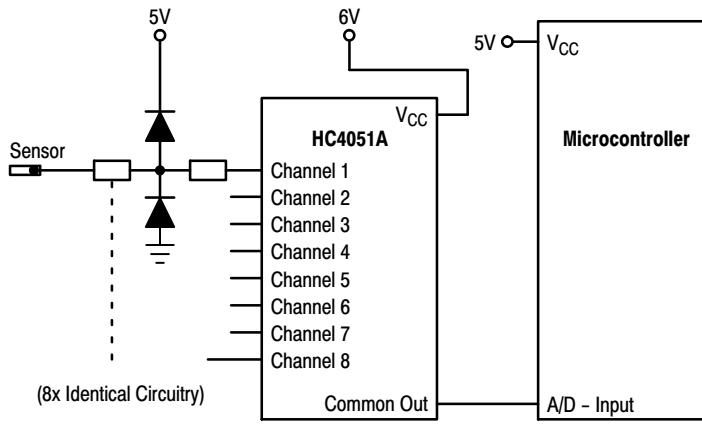 5V
6V
5V
VCC
VCC
HC4051A
Microcontroller
Sensor
Channel 1
Channel 2
Channel 3
Channel 4
Channel 5
Channel 6
Channel 7
Channel 8
(8x Identical Circuitry)
Common Out
A/D – Input